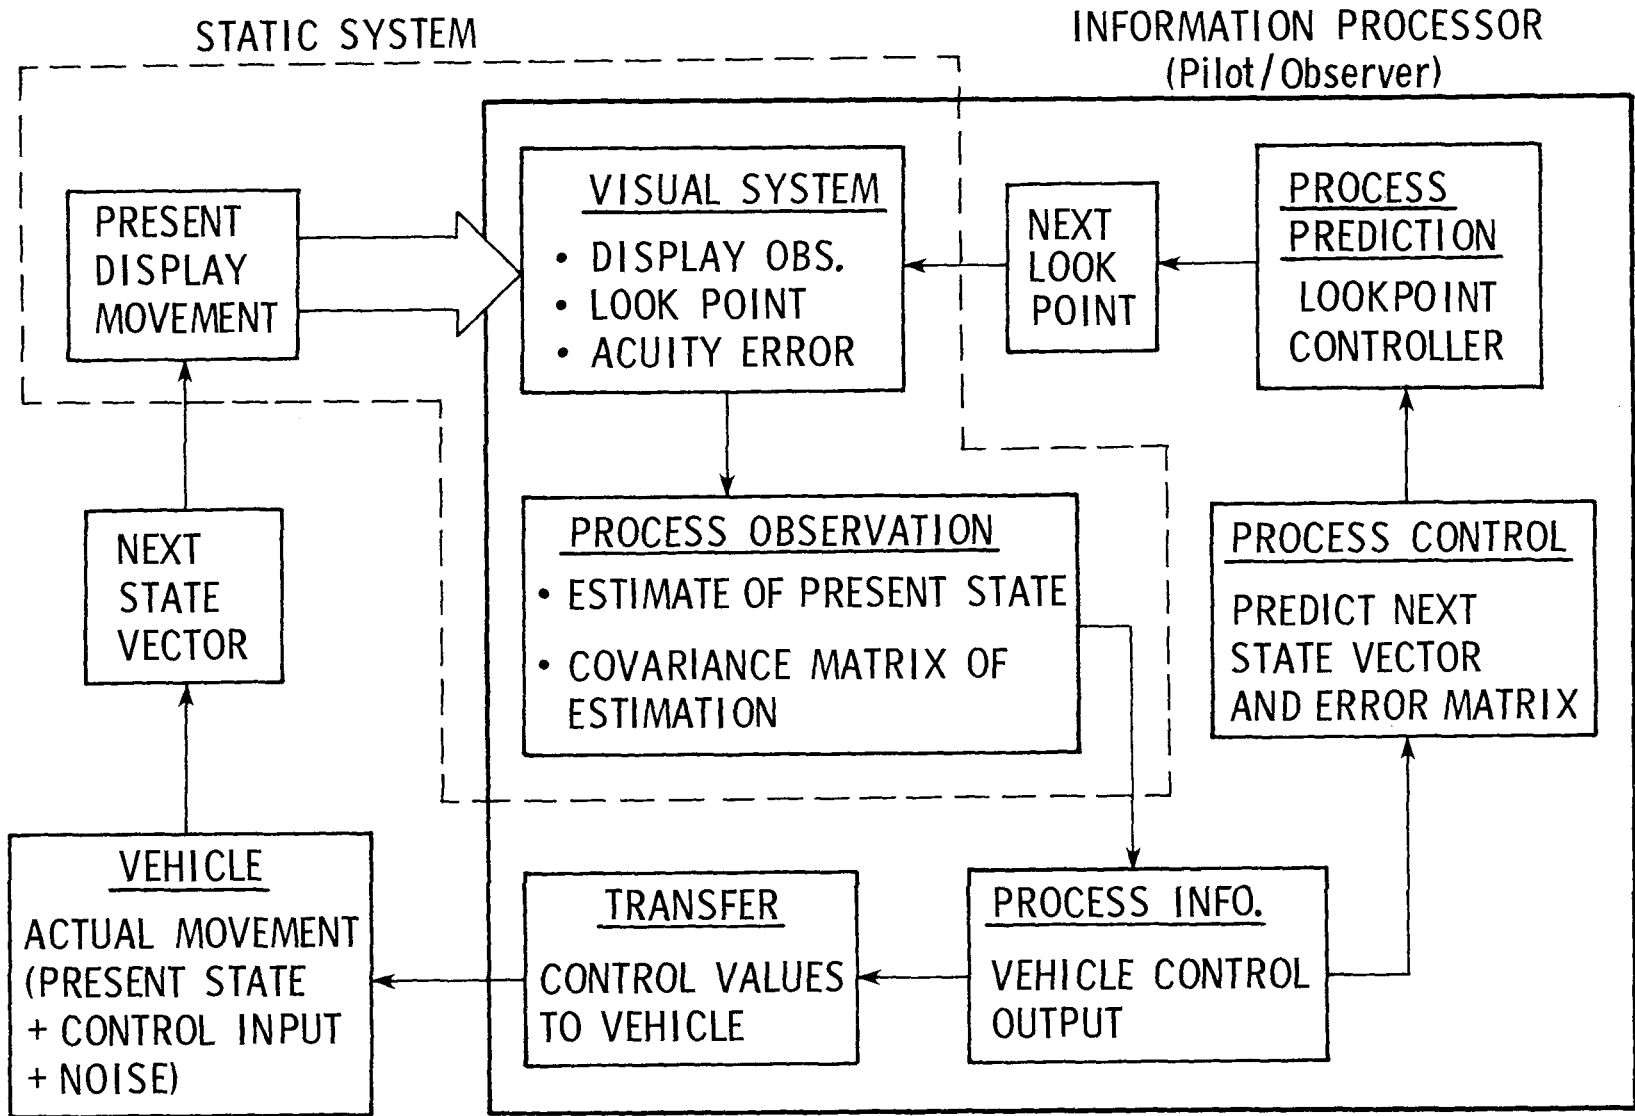 STATIC SYSTEM
INFORMATION PROCESSOR
(Pilot/Observer)
PRESENT
DISPLAY
MOVEMENT
VISUAL SYSTEM
• DISPLAY OBS.
• LOOK POINT
• ACUITY ERROR
NEXT
LOOK
POINT
PROCESS
PREDICTION
LOOKPOINT
CONTROLLER
NEXT
STATE
VECTOR
PROCESS OBSERVATION
• ESTIMATE OF PRESENT STATE
• COVARIANCE MATRIX OF
ESTIMATION
PROCESS CONTROL
PREDICT NEXT
STATE VECTOR
AND ERROR MATRIX
VEHICLE
ACTUAL MOVEMENT
(PRESENT STATE
+ CONTROL INPUT
+ NOISE)
TRANSFER
CONTROL VALUES
TO VEHICLE
PROCESS INFO.
VEHICLE CONTROL
OUTPUT